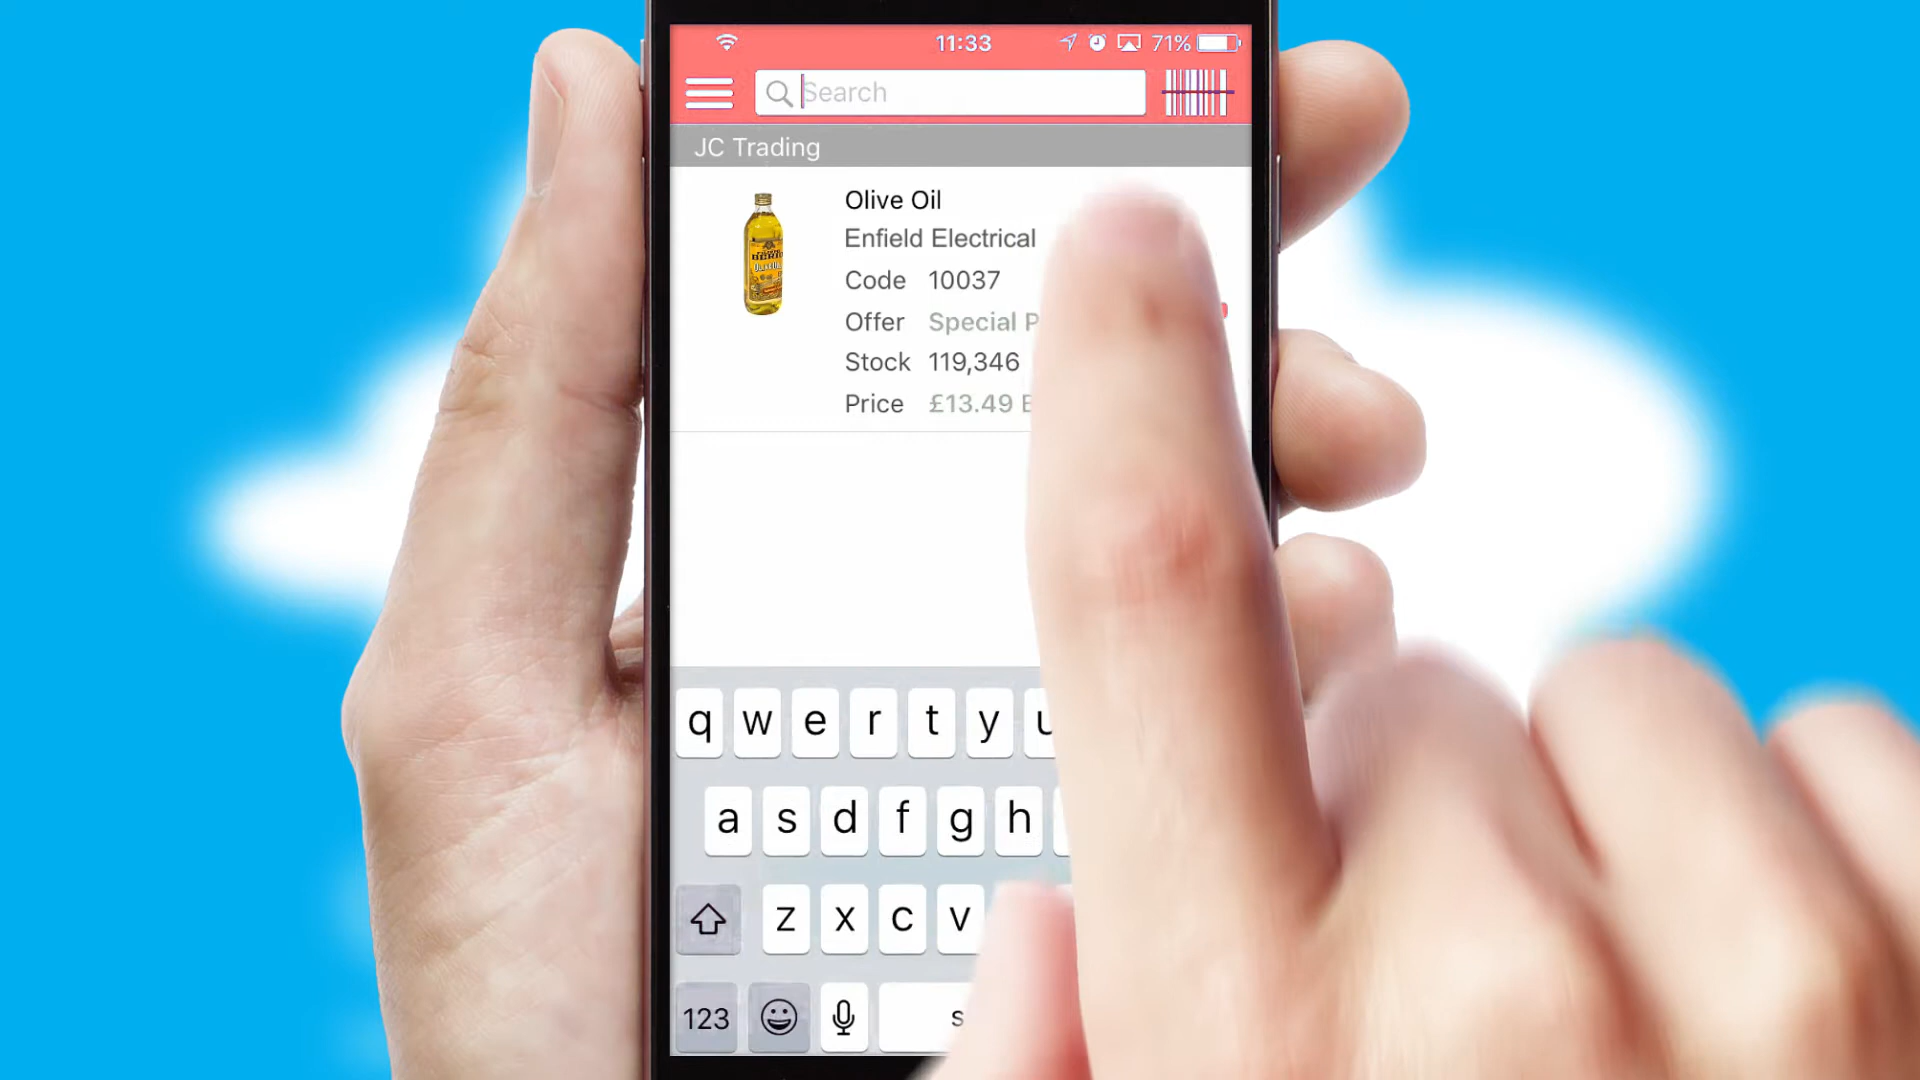 11:33 71%
Search
JC Trading
Olive Oil
Enfield Electrical
Code 10037
Offer Special
Stock 119,346
Price £13.49
q w e r t y u
a s d f g h
z x c v
123